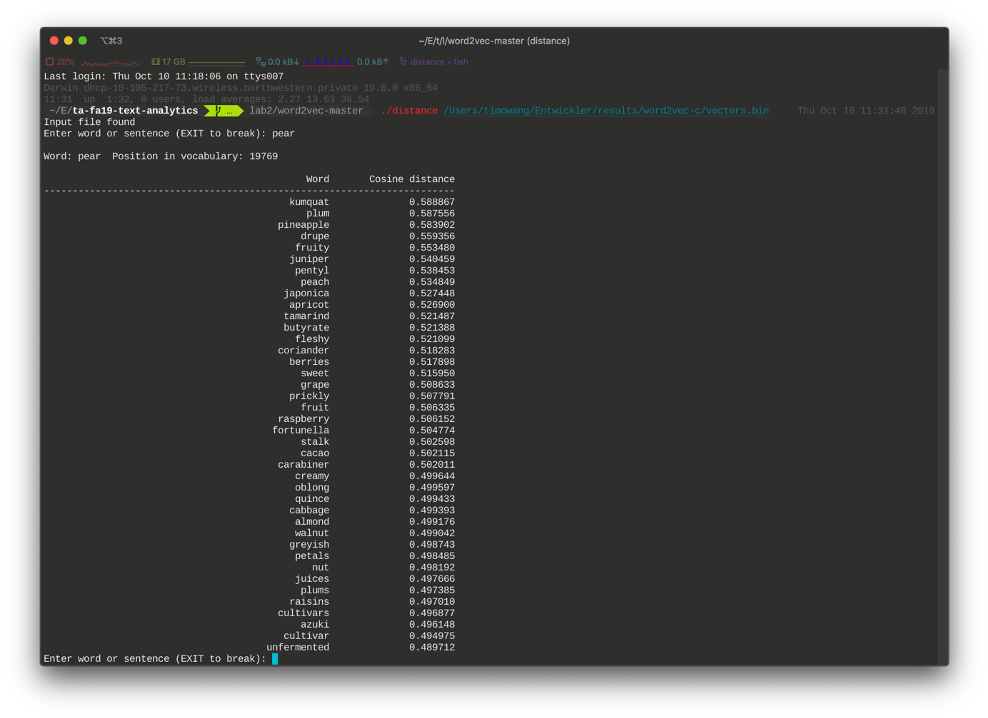 ⌥⌘3 ~/E/t/l/word2vec-master (distance)
28% 17 GB 0.0 kB↓ 0.0 kB↑ distance • fish
Last login: Thu Oct 10 11:18:06 on ttys007
Darwin dhcp-10-105-217-73.wireless.northwestern.private 19.0.0 x86_64
11:31  up  1:32, 8 users, load averages: 2.27 13.63 36.54
~/E/ta-fa19-text-analytics … lab2/word2vec-master ./distance /Users/timowang/Entwickler/results/word2vec-c/vectors.bin Thu Oct 10 11:31:48 2019
Input file found
Enter word or sentence (EXIT to break): pear
Word: pear  Position in vocabulary: 19769
Word Cosine distance
------------------------------------------------------------------------
kumquat 0.588867
plum 0.587556
pineapple 0.583902
drupe 0.559356
fruity 0.553480
juniper 0.540459
pentyl 0.538453
peach 0.534849
japonica 0.527448
apricot 0.526900
tamarind 0.521487
butyrate 0.521388
fleshy 0.521099
coriander 0.518283
berries 0.517898
sweet 0.515950
grape 0.508633
prickly 0.507791
fruit 0.506335
raspberry 0.506152
fortunella 0.504774
stalk 0.502598
cacao 0.502115
carabiner 0.502011
creamy 0.499644
oblong 0.499597
quince 0.499433
cabbage 0.499393
almond 0.499176
walnut 0.499042
greyish 0.498743
petals 0.498485
nut 0.498192
juices 0.497666
plums 0.497385
raisins 0.497010
cultivars 0.496877
azuki 0.496148
cultivar 0.494975
unfermented 0.489712
Enter word or sentence (EXIT to break):